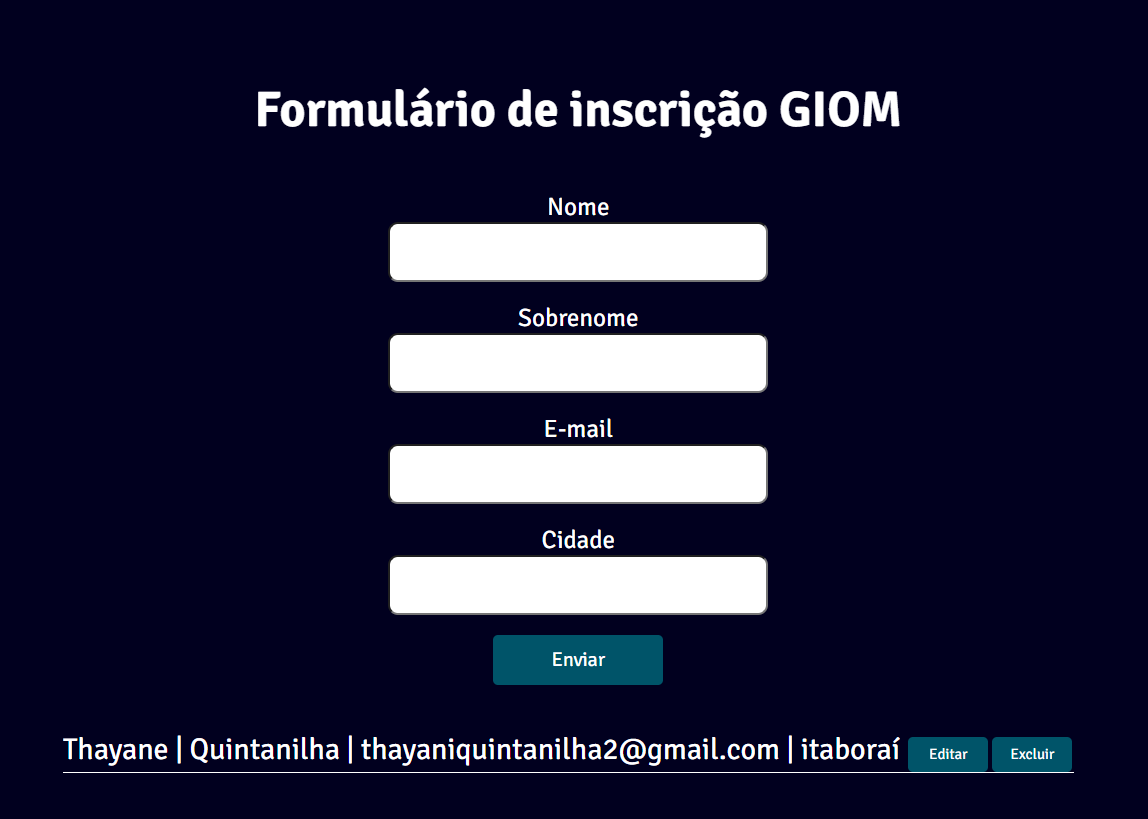 Formulário de inscrição GIOM
Nome
Sobrenome
E-mail
Cidade
Enviar
Thayane | Quintanilha | thayaniquintanilha2@gmail.com | itaboraí Editar Excluir